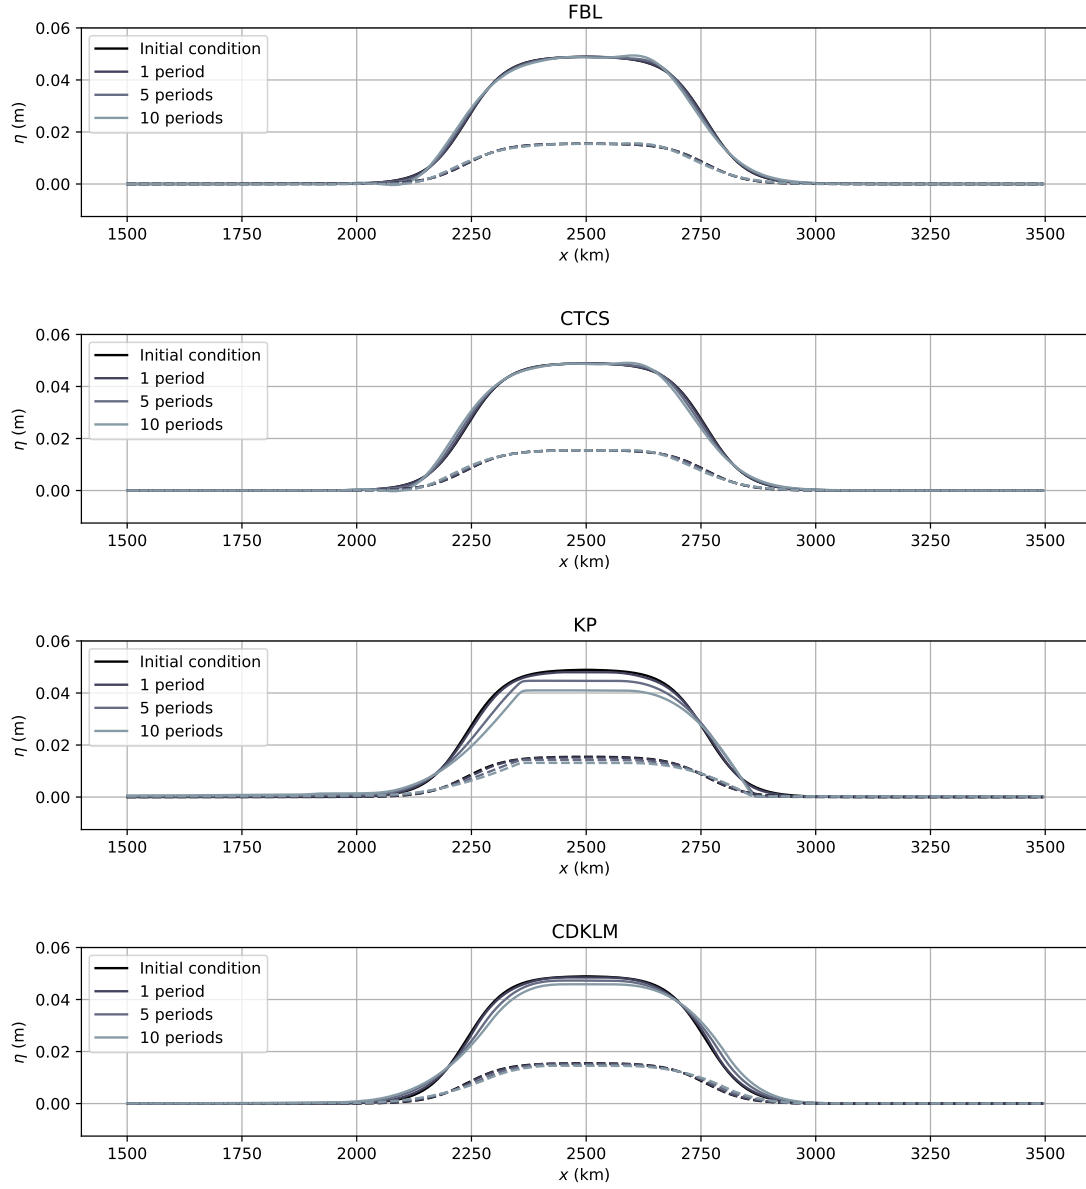 FBL
0.06
0.04
0.02
0.00
η (m)
Initial condition
1 period
5 periods
10 periods
1500 1750 2000 2250 2500 2750 3000 3250 3500
x (km)
CTCS
0.06
0.04
0.02
0.00
η (m)
Initial condition
1 period
5 periods
10 periods
1500 1750 2000 2250 2500 2750 3000 3250 3500
x (km)
KP
0.06
0.04
0.02
0.00
η (m)
Initial condition
1 period
5 periods
10 periods
1500 1750 2000 2250 2500 2750 3000 3250 3500
x (km)
CDKLM
0.06
0.04
0.02
0.00
η (m)
Initial condition
1 period
5 periods
10 periods
1500 1750 2000 2250 2500 2750 3000 3250 3500
x (km)